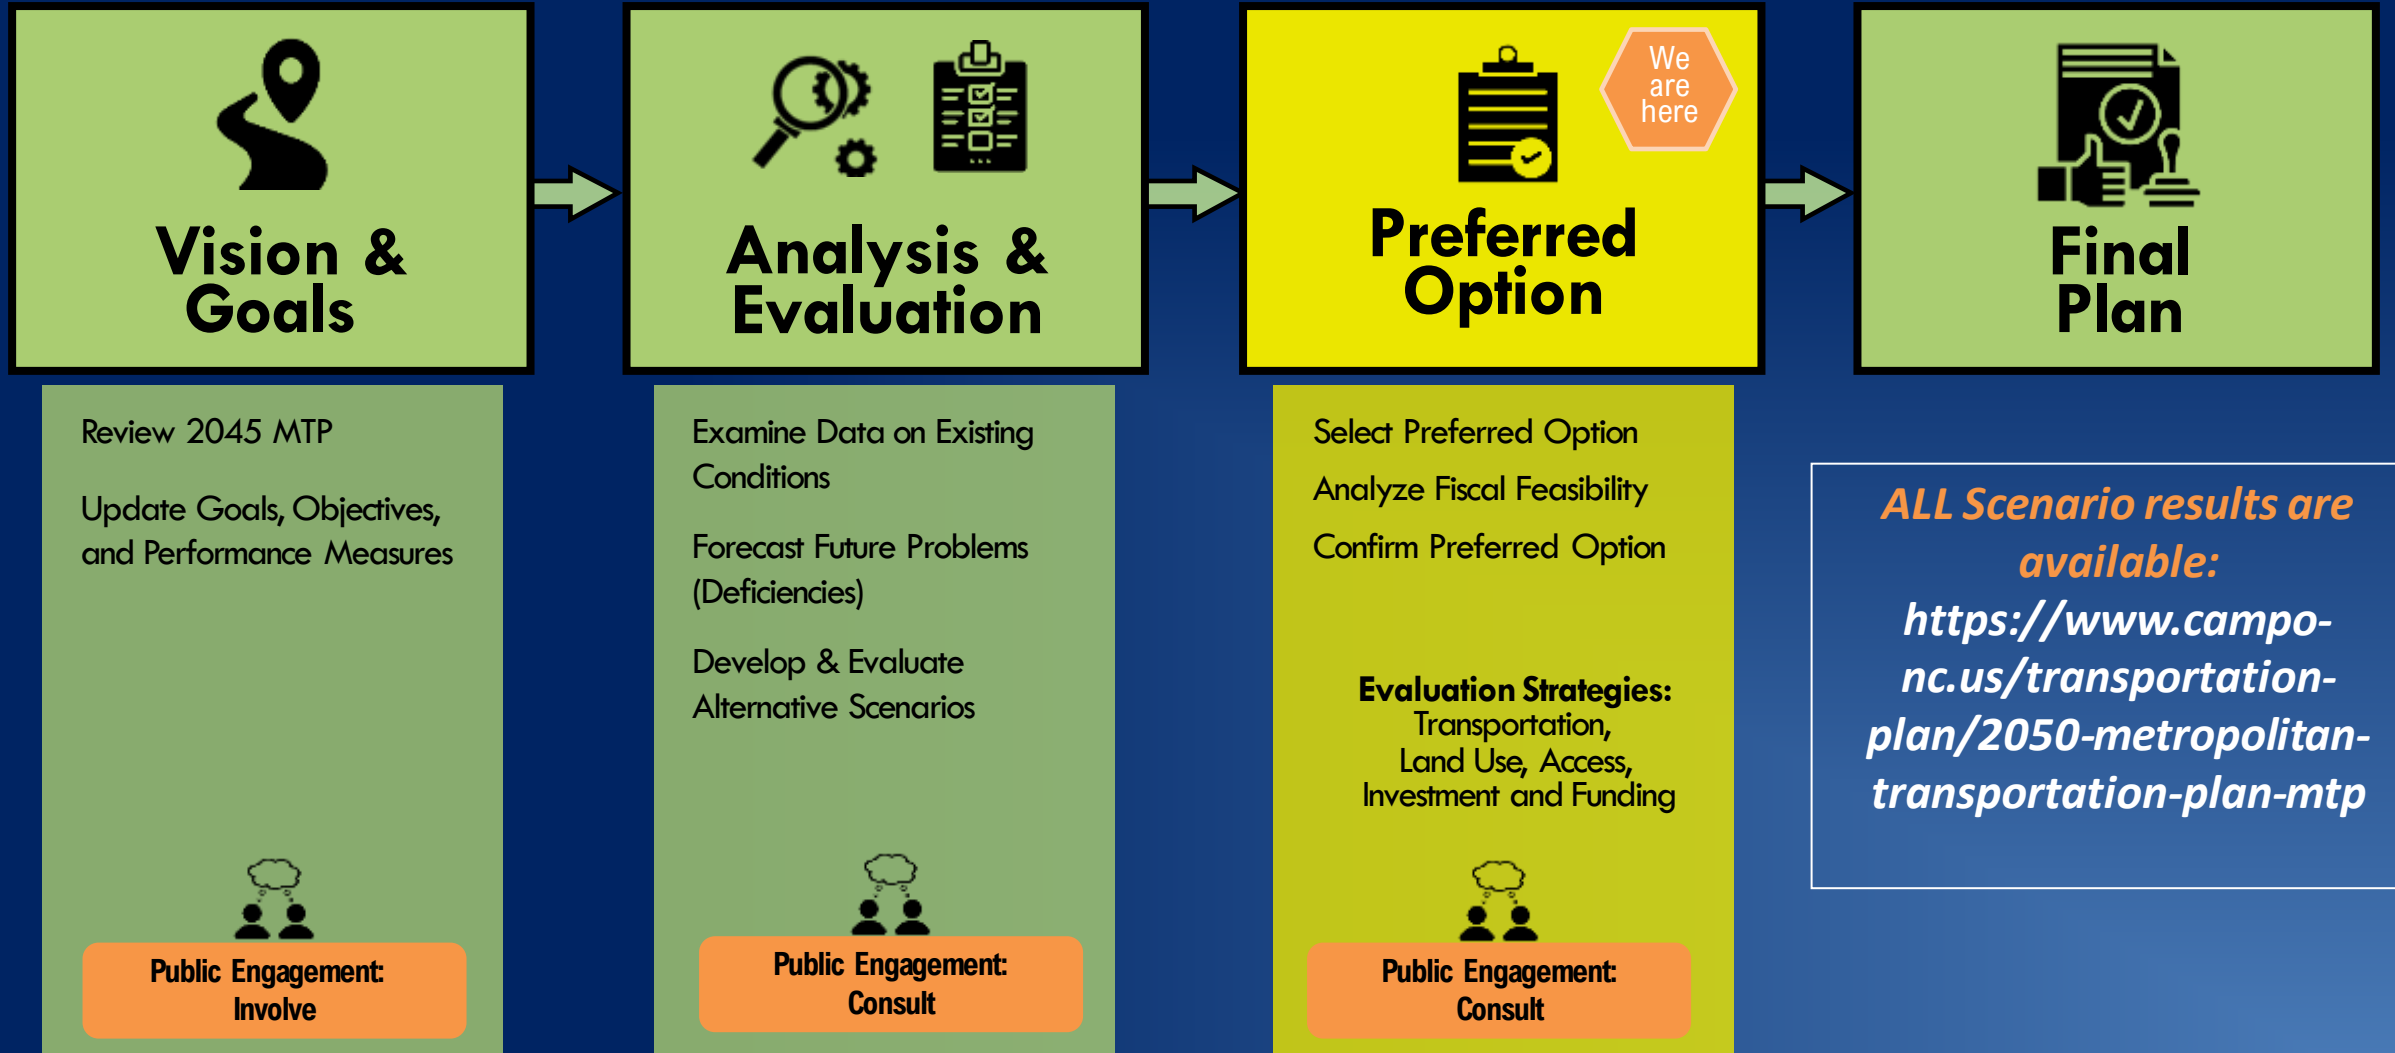 Vision &
Goals
Review 2045 MTP
Update Goals, Objectives,
and Performance Measures
Public Engagement:
Involve
Analysis &
Evaluation
Examine Data on Existing
Conditions
Forecast Future Problems
(Deficiencies)
Develop & Evaluate
Alternative Scenarios
Public Engagement:
Consult
We
are
here
Preferred
Option
Select Preferred Option
Analyze Fiscal Feasibility
Confirm Preferred Option
Evaluation Strategies:
Transportation,
Land Use, Access,
Investment and Funding
Public Engagement:
Consult
Final
Plan
ALL Scenario results are
available:
https://www.campo-
nc.us/transportation-
plan/2050-metropolitan-
transportation-plan-mtp